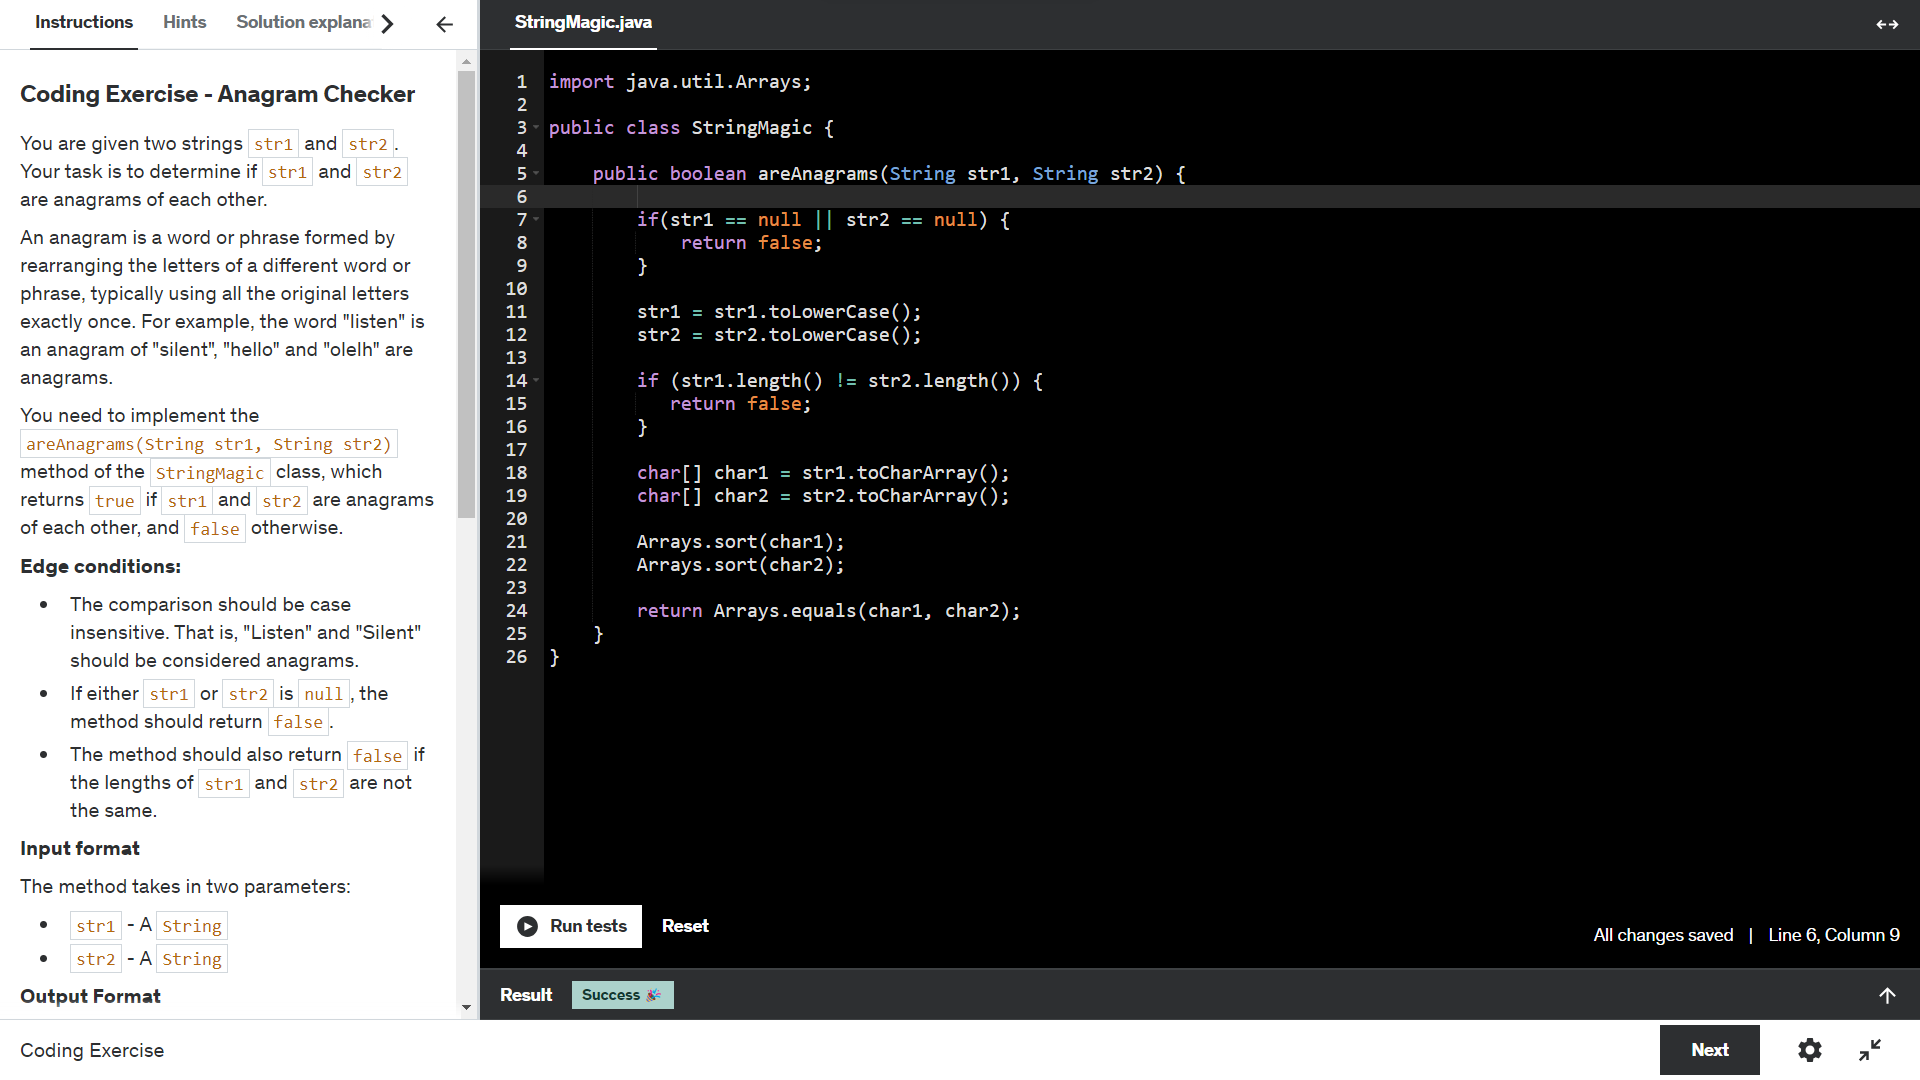 Instructions Hints Solution explana
Coding Exercise - Anagram Checker
You are given two strings str1 and str2.
Your task is to determine if str1 and str2
are anagrams of each other.
An anagram is a word or phrase formed by
rearranging the letters of a different word or
phrase, typically using all the original letters
exactly once. For example, the word "listen" is
an anagram of "silent", "hello" and "olelh" are
anagrams.
You need to implement the
areAnagrams(String str1, String str2)
method of the StringMagic class, which
returns true if str1 and str2 are anagrams
of each other, and false otherwise.
Edge conditions:
• The comparison should be case
insensitive. That is, "Listen" and "Silent"
should be considered anagrams.
• If either str1 or str2 is null, the
method should return false.
• The method should also return false if
the lengths of str1 and str2 are not
the same.
Input format
The method takes in two parameters:
• str1 - A String
• str2 - A String
Output Format
StringMagic.java
1 import java.util.Arrays;
2
3 public class StringMagic {
4
5     public boolean areAnagrams(String str1, String str2) {
6
7         if(str1 == null || str2 == null) {
8             return false;
9         }
10
11         str1 = str1.toLowerCase();
12         str2 = str2.toLowerCase();
13
14         if (str1.length() != str2.length()) {
15            return false;
16         }
17
18         char[] char1 = str1.toCharArray();
19         char[] char2 = str2.toCharArray();
20
21         Arrays.sort(char1);
22         Arrays.sort(char2);
23
24         return Arrays.equals(char1, char2);
25     }
26 }
Run tests Reset
All changes saved | Line 6, Column 9
Result Success 🎉
Coding Exercise
Next